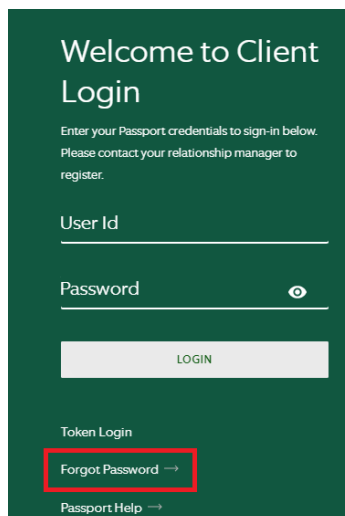 Welcome to Client
Login
Enter your Passport credentials to sign-in below.
Please contact your relationship manager to
register.
User Id
Password
LOGIN
Token Login
Forgot Password →
Passport Help →